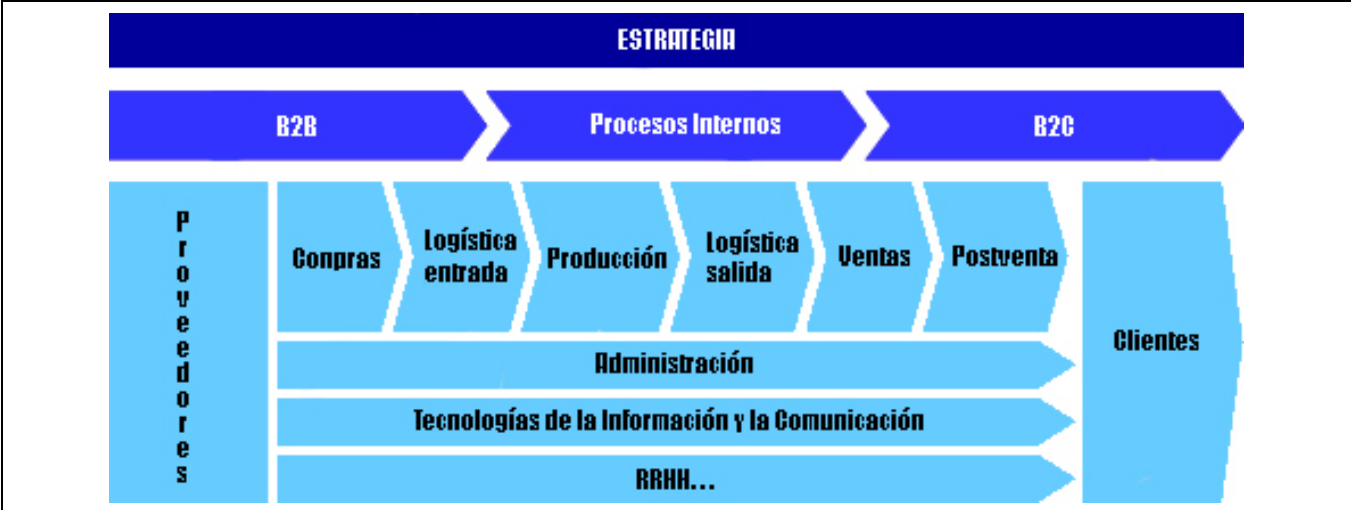 ESTRATEGIA
B2B
Procesos Internos
B2C
Proveedores
Conpras
Logística
entrada
Producción
Logística
salida
Ventas
Postventa
Clientes
Administración
Tecnologías de la Información y la Comunicación
RRHH...